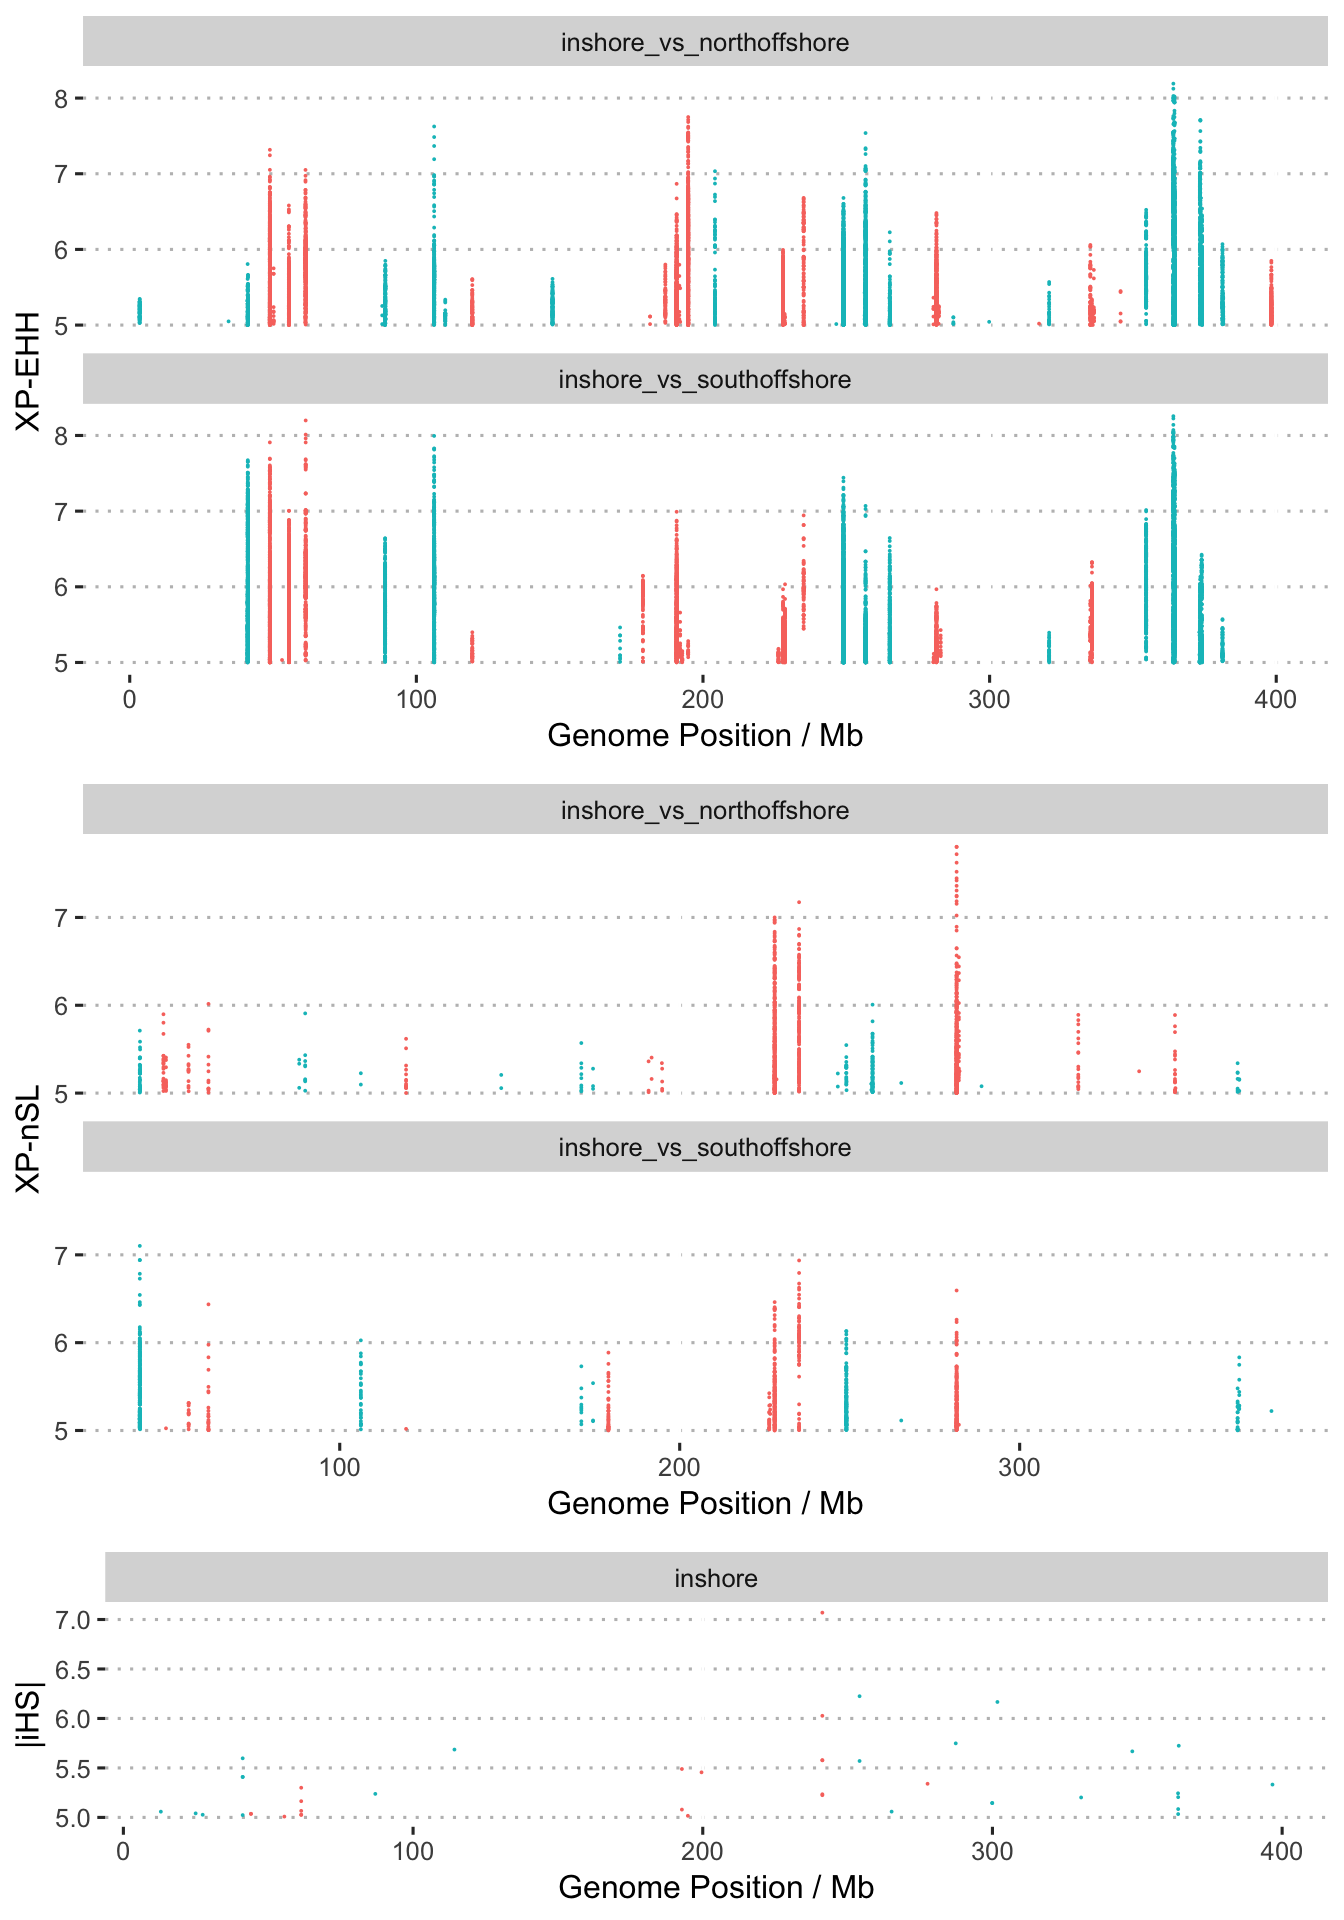 inshore_vs_northoffshore
8
7
6
5
XP-EHH
inshore_vs_southoffshore
8
7
6
5
0 100 200 300 400
Genome Position / Mb
inshore_vs_northoffshore
7
6
5
XP-nSL
inshore_vs_southoffshore
7
6
5
100 200 300
Genome Position / Mb
inshore
7.0
6.5
6.0
5.5
5.0
|iHS|
0 100 200 300 400
Genome Position / Mb